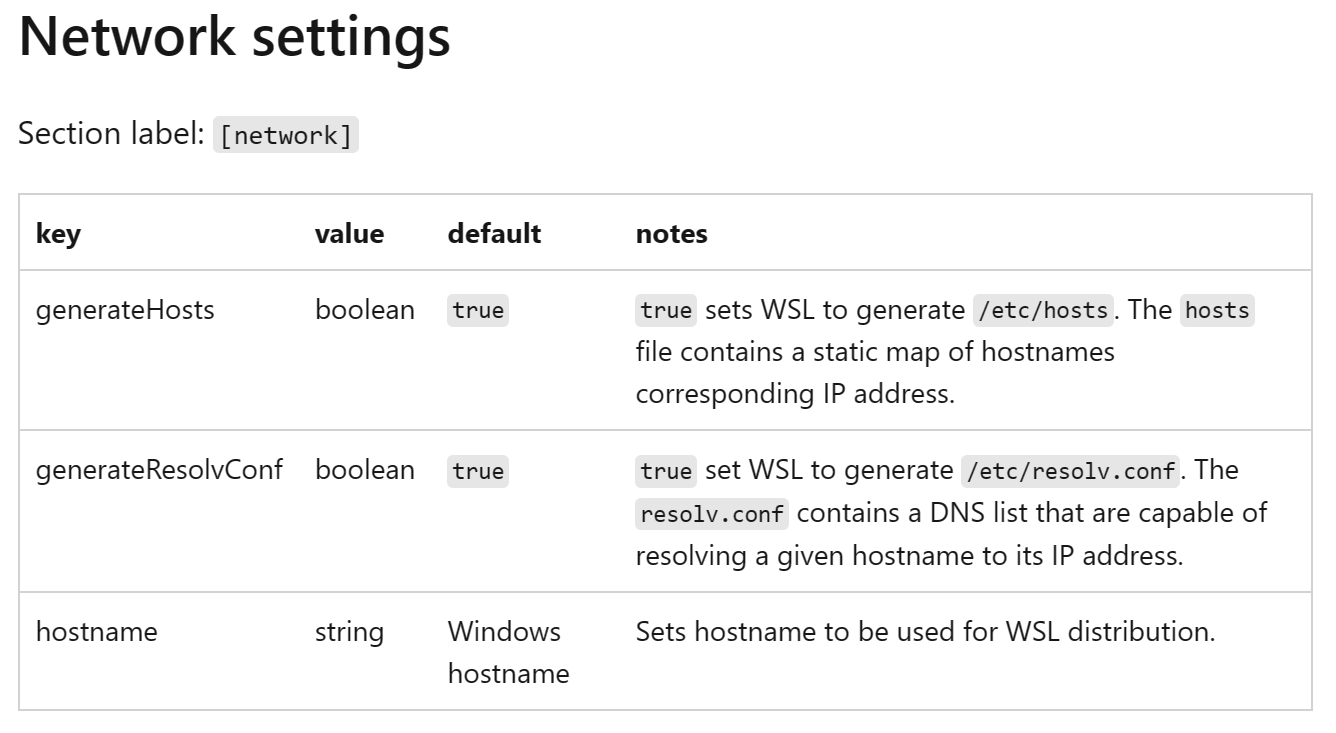 Network settings
Section label: [network]
key value default notes
generateHosts boolean true true sets WSL to generate /etc/hosts. The hosts
file contains a static map of hostnames
corresponding IP address.
generateResolvConf boolean true true set WSL to generate /etc/resolv.conf. The
resolv.conf contains a DNS list that are capable of
resolving a given hostname to its IP address.
hostname string Windows Sets hostname to be used for WSL distribution.
hostname